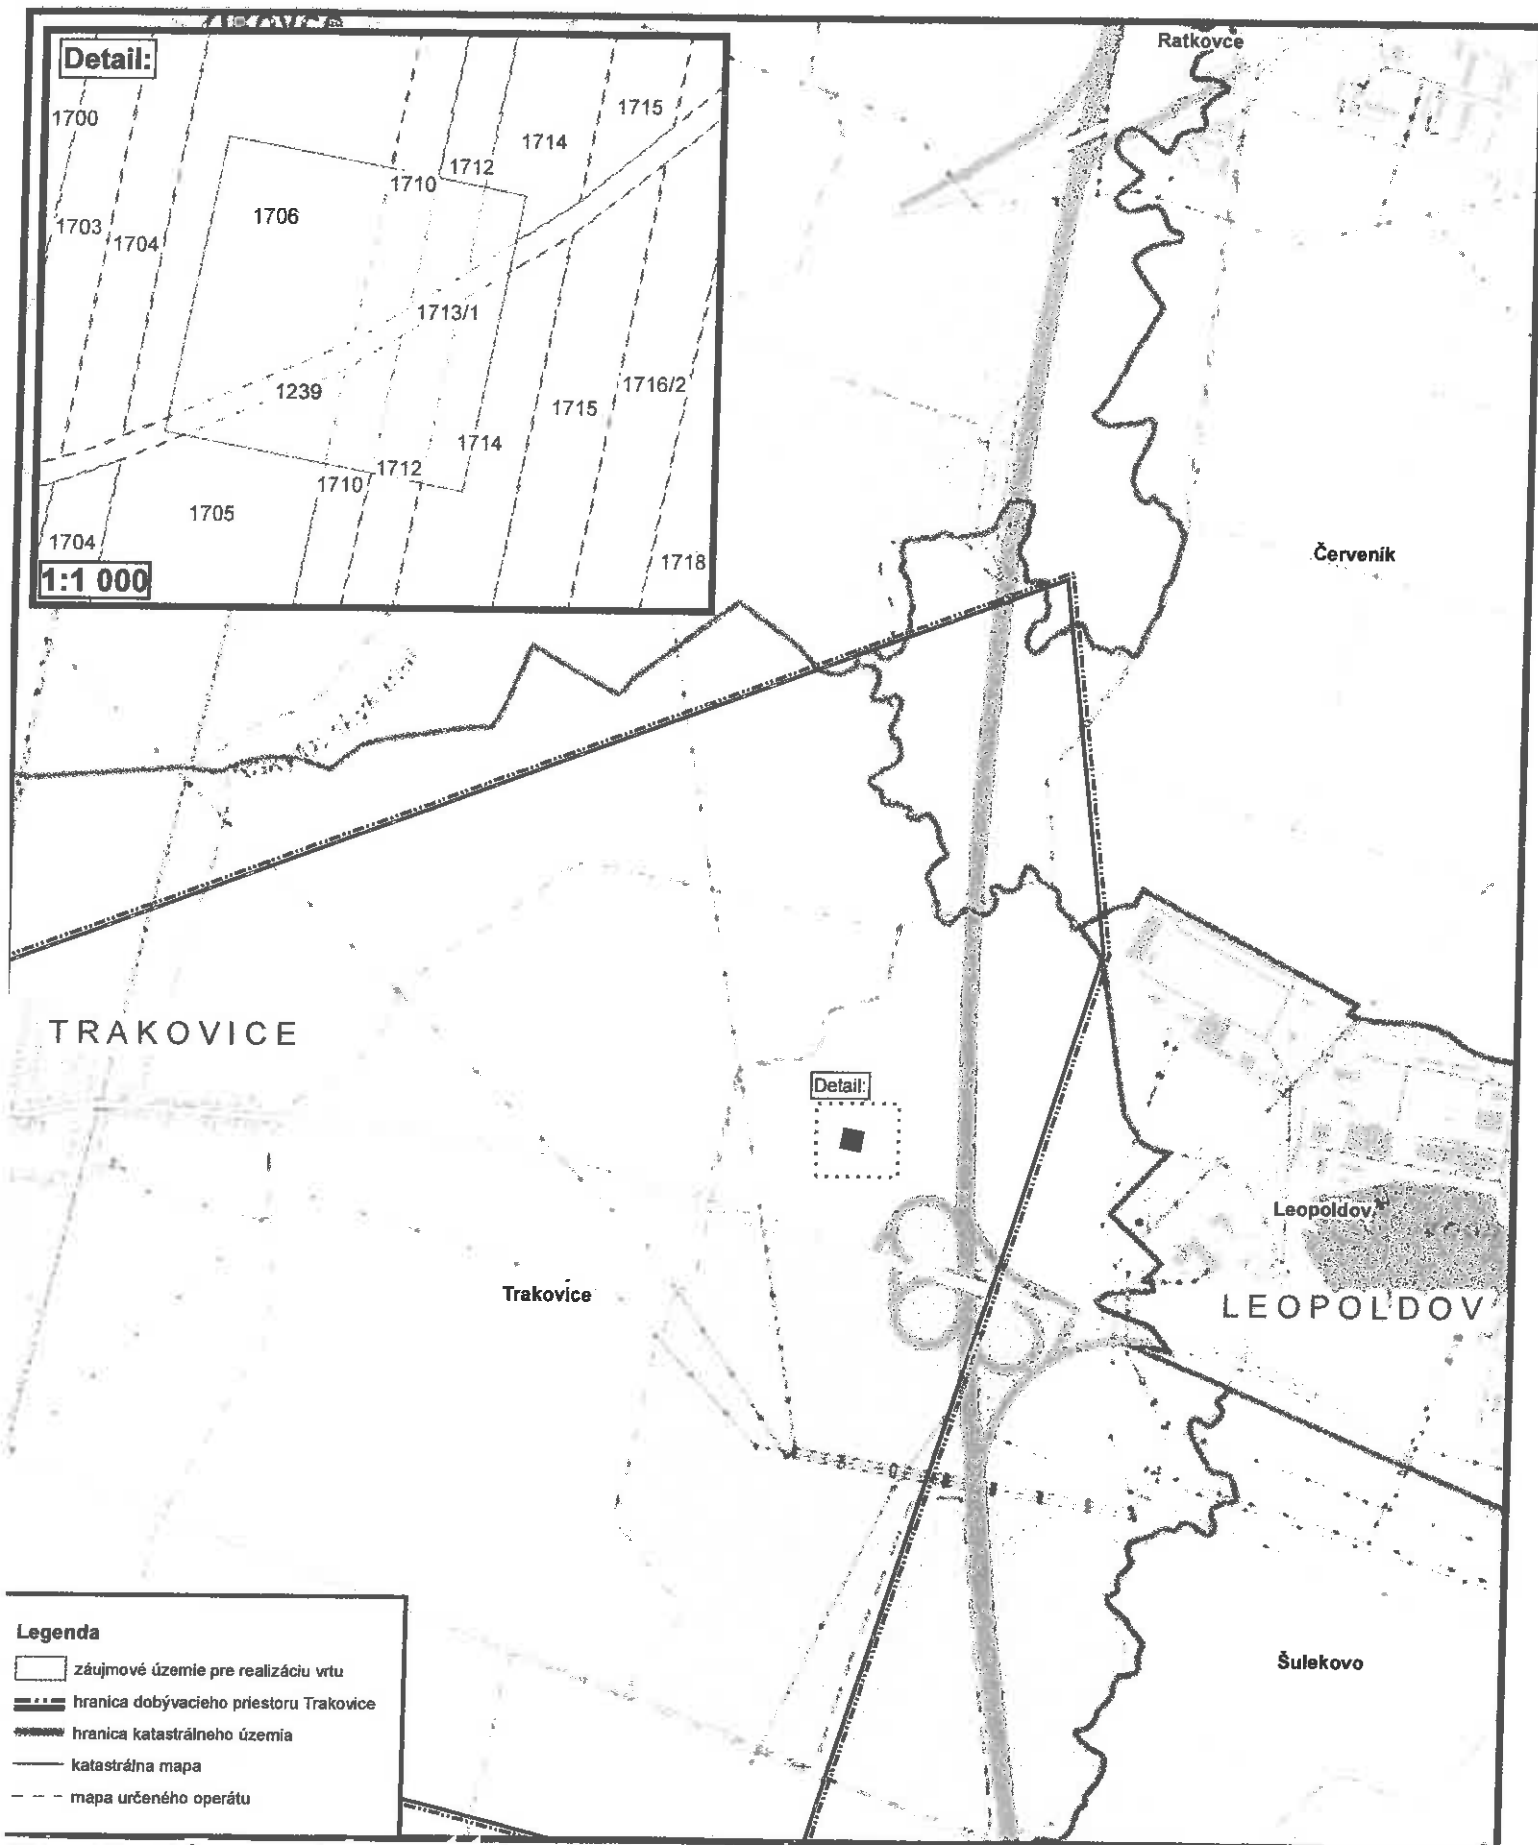 Detail:
1700
1703
1704
1706
1710
1712
1714
1715
1713/1
1239
1715
1716/2
1714
1712
1710
1705
1704
1718
1:1 000
Ratkovce
Červeník
TRAKOVICE
Detail:
Leopoldov
Trakovice
LEOPOLDOV
Šulekovo
Legenda
záujmové územie pre realizáciu vrtu
hranica dobývacieho priestoru Trakovice
hranica katastrálneho územia
katastrálna mapa
mapa určeného operátu